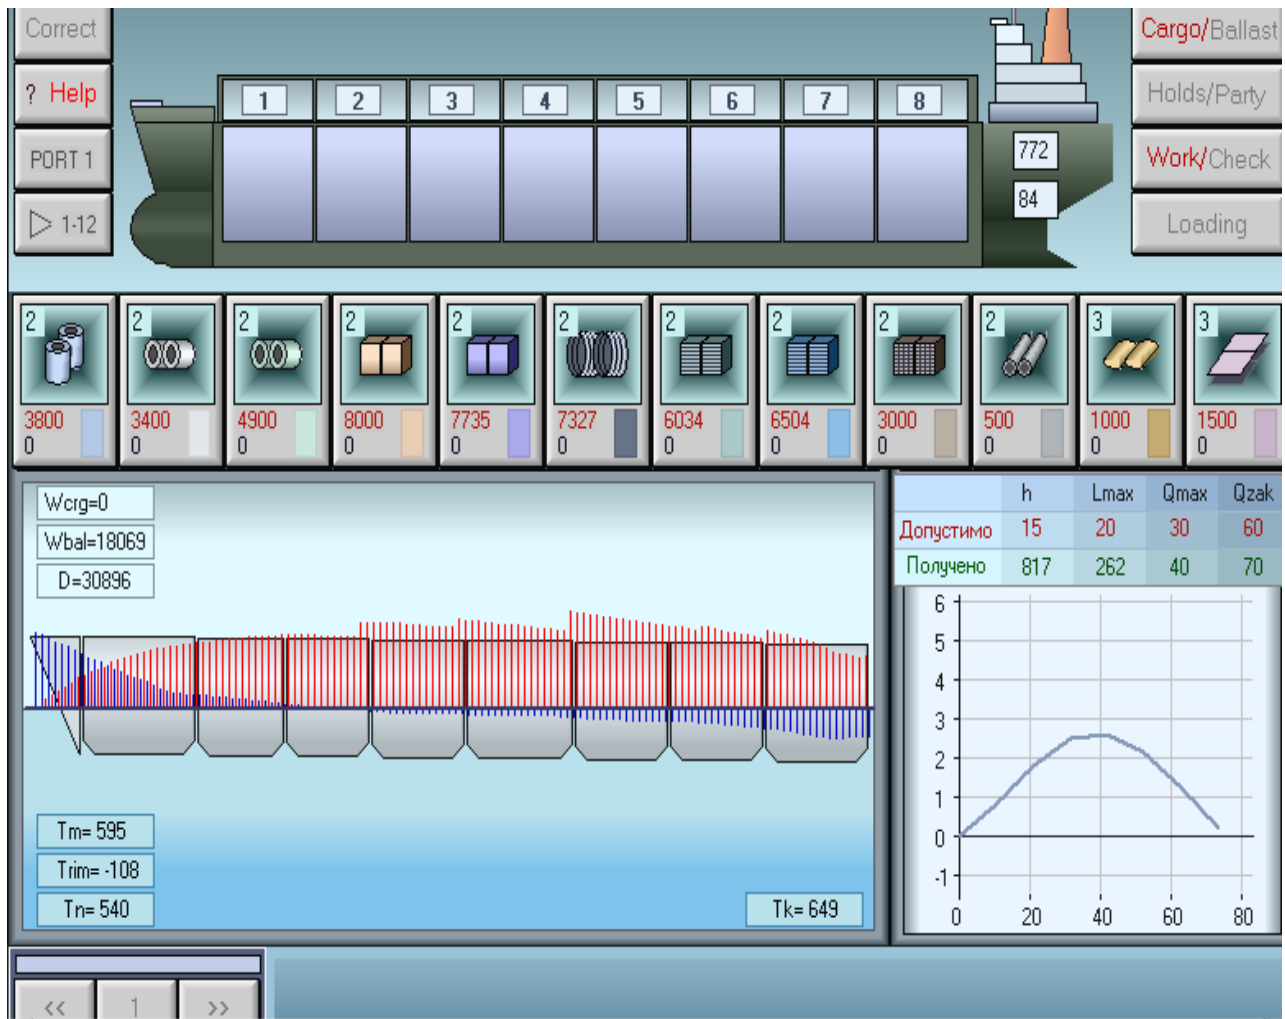 Correct
? Help
PORT 1
1-12
1 2 3 4 5 6 7 8
772
84
Cargo/Ballast
Holds/Party
Work/Check
Loading
2 2 2 2 2 2 2 2 2 2 3 3
3800 3400 4900 8000 7735 7327 6034 6504 3000 500 1000 1500
0 0 0 0 0 0 0 0 0 0 0 0
Wcrg=0
Wbal=18069
D=30896
Tm= 595
Trim= -108
Tn= 540
Tk= 649
h Lmax Qmax Qzak
Допустимо 15 20 30 60
Получено 817 262 40 70
6
5
4
3
2
1
0
-1
0 20 40 60 80
<< 1 >>